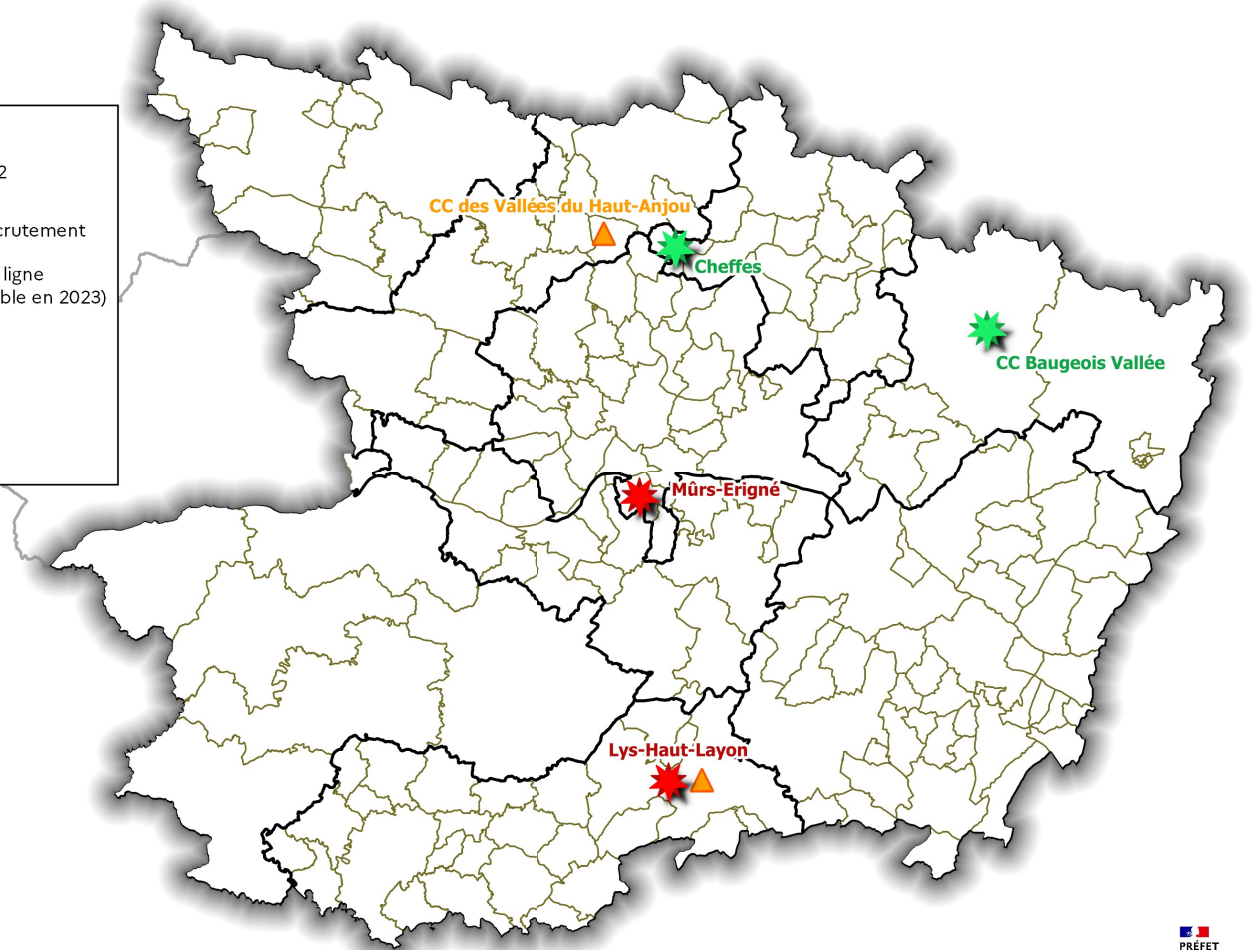 2
crutement
ligne
ble en 2023)
CC des Vallées du Haut-Anjou
Cheffes
CC Baugeois Vallée
Mûrs-Erigné
Lys-Haut-Layon
PRÉFET